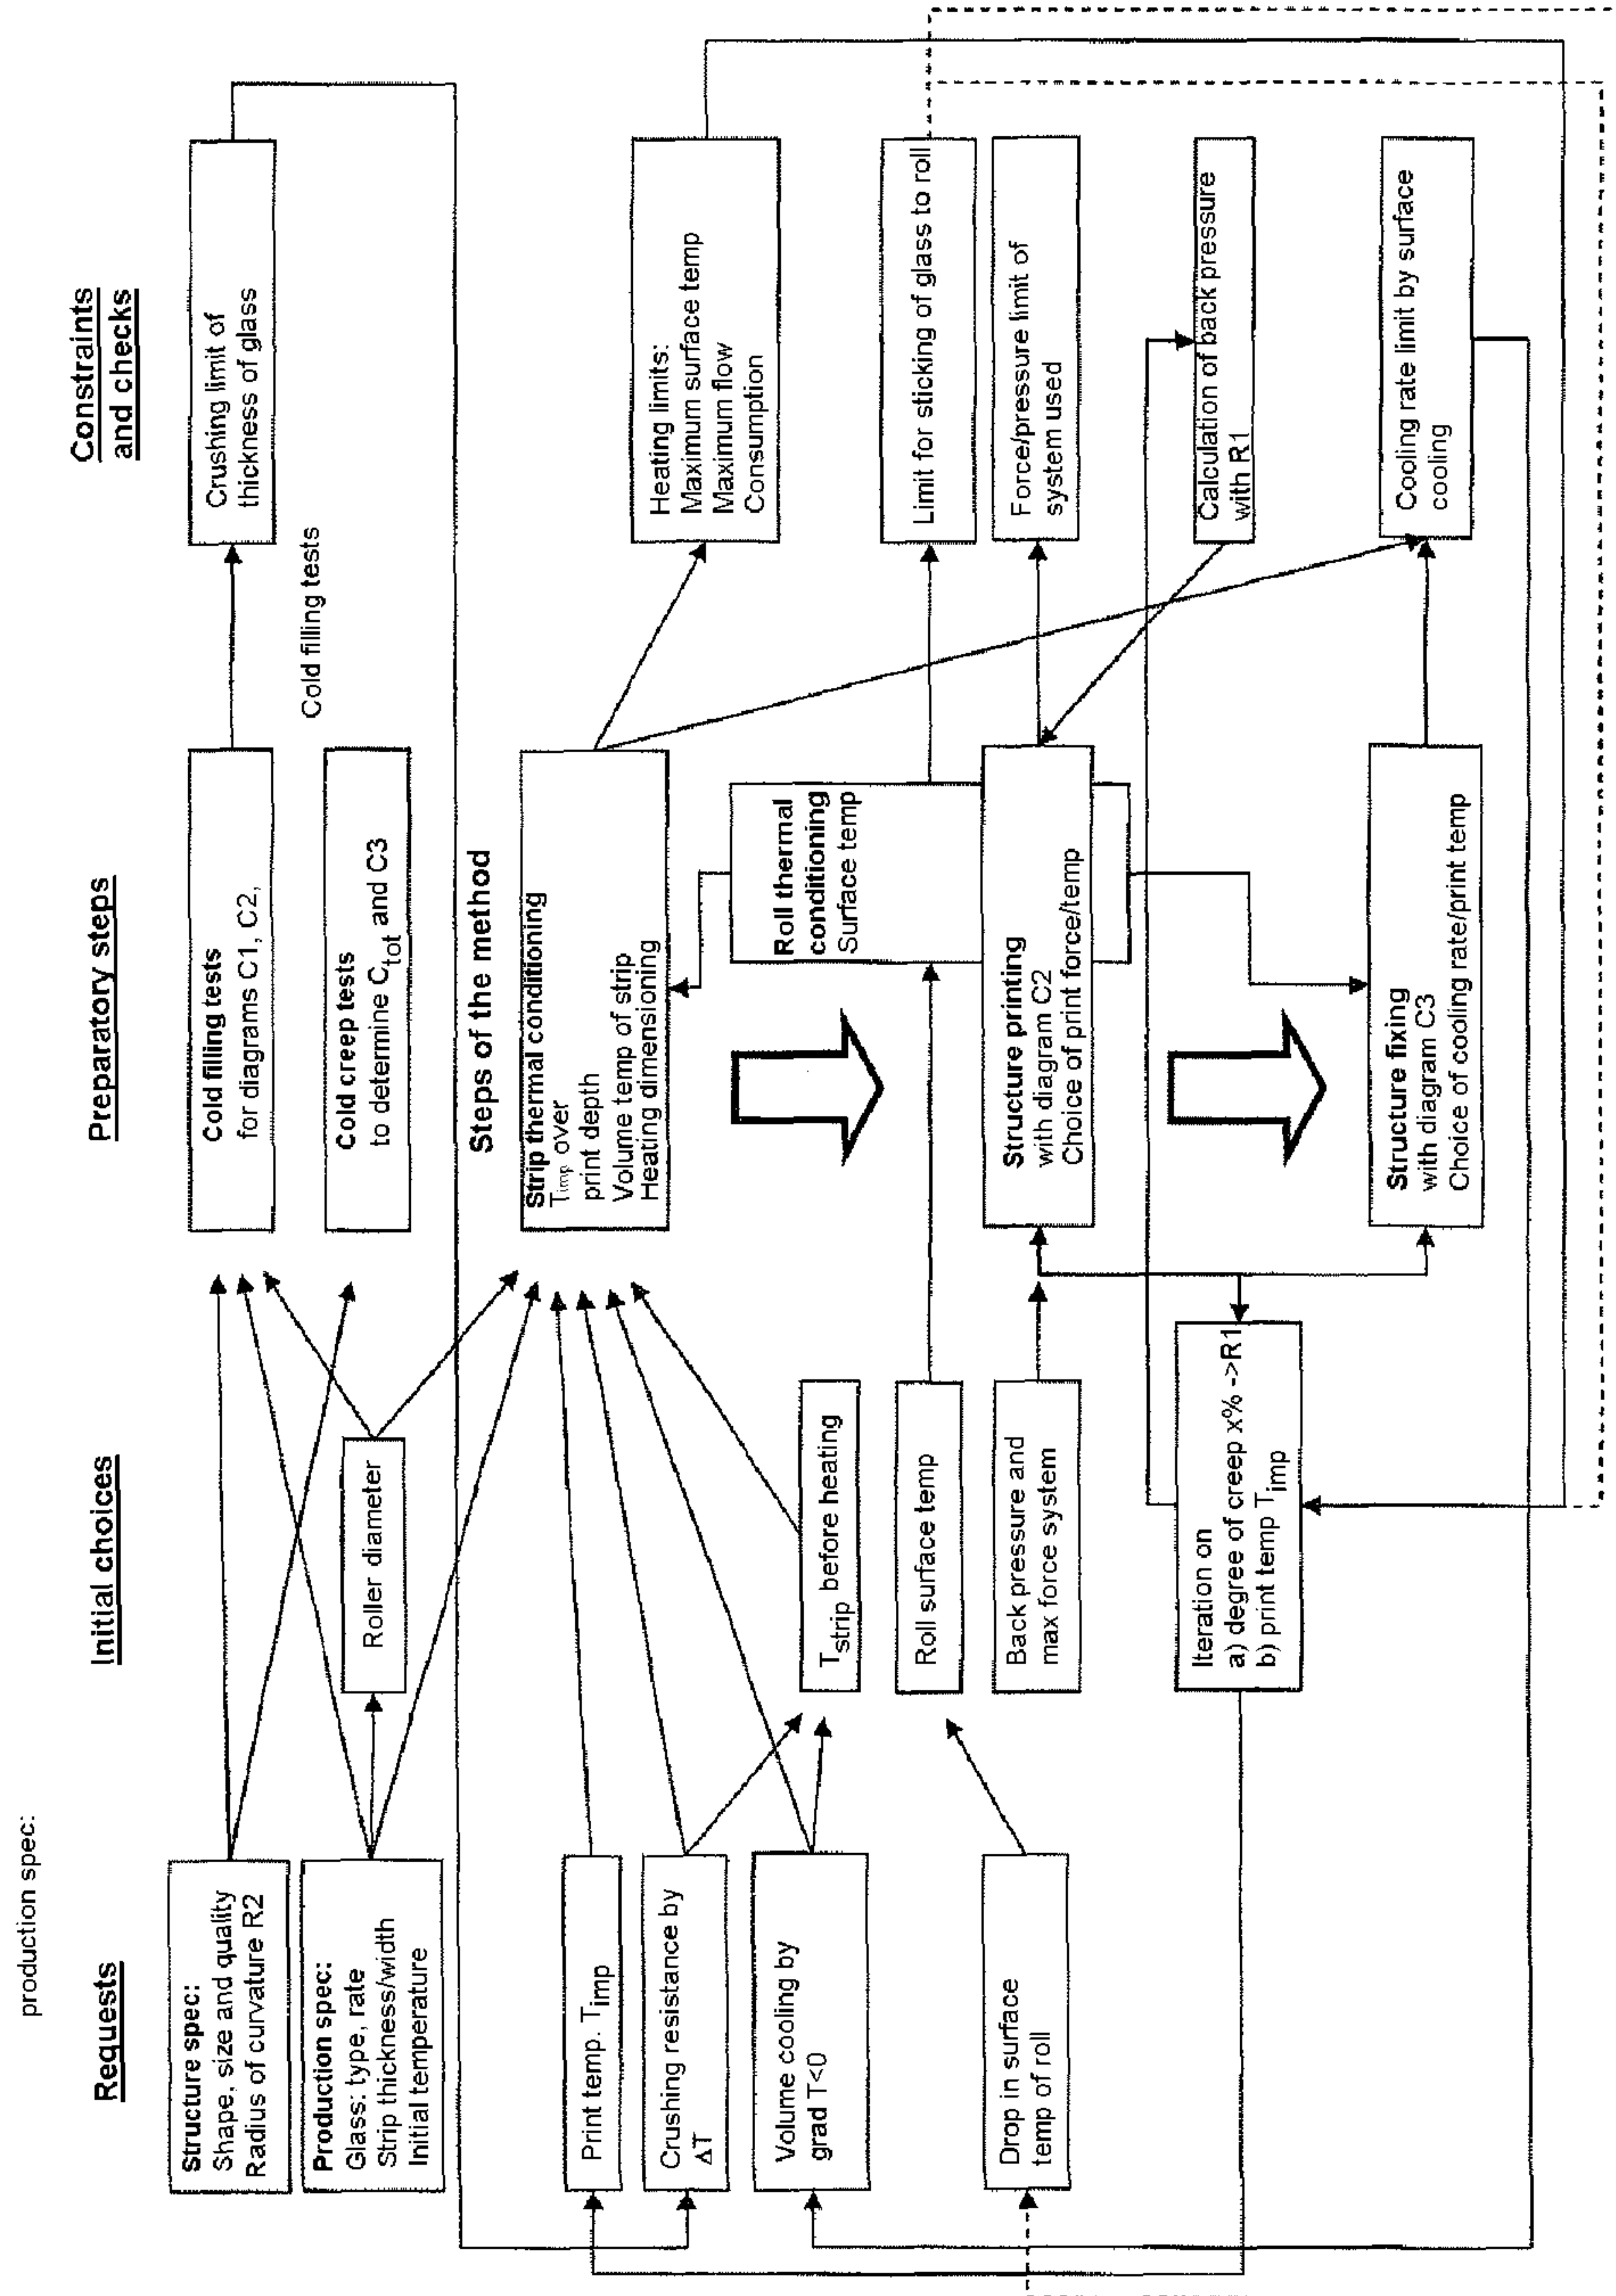 production spec:
Requests
Initial choices
Preparatory steps
Constraints
and checks
Structure spec:
Shape, size and quality
Radius of curvature R2
Production spec:
Glass: type, rate
Strip thickness/width
Initial temperature
Roller diameter
Cold filling tests
for diagrams C1, C2,
Cold creep tests
to determine Ctot and C3
Crushing limit of
thickness of glass
Cold filling tests
Steps of the method
Print temp. Timp
Crushing resistance by
ΔT
Volume cooling by
grad T<0
Drop in surface
temp of roll
Tstrip before heating
Roll surface temp
Back pressure and
max force system
Iteration on
a) degree of creep x% ->R1
b) print temp Timp
Strip thermal conditioning
Timp over
print depth
Volume temp of strip
Heating dimensioning
Roll thermal
conditioning
Surface temp
Structure printing
with diagram C2
Choice of print force/temp
Structure fixing
with diagram C3
Choice of cooling rate/print temp
Heating limits:
Maximum surface temp
Maximum flow
Consumption
Limit for sticking of glass to roll
Force/pressure limit of
system used
Calculation of back pressure
with R1
Cooling rate limit by surface
cooling